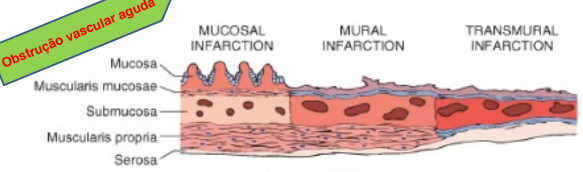 Obstrução vascular aguda
MUCOSAL
INFARCTION
MURAL
INFARCTION
TRANSMURAL
INFARCTION
Mucosa
Muscularis mucosae
Submucosa
Muscularis propria
Serosa